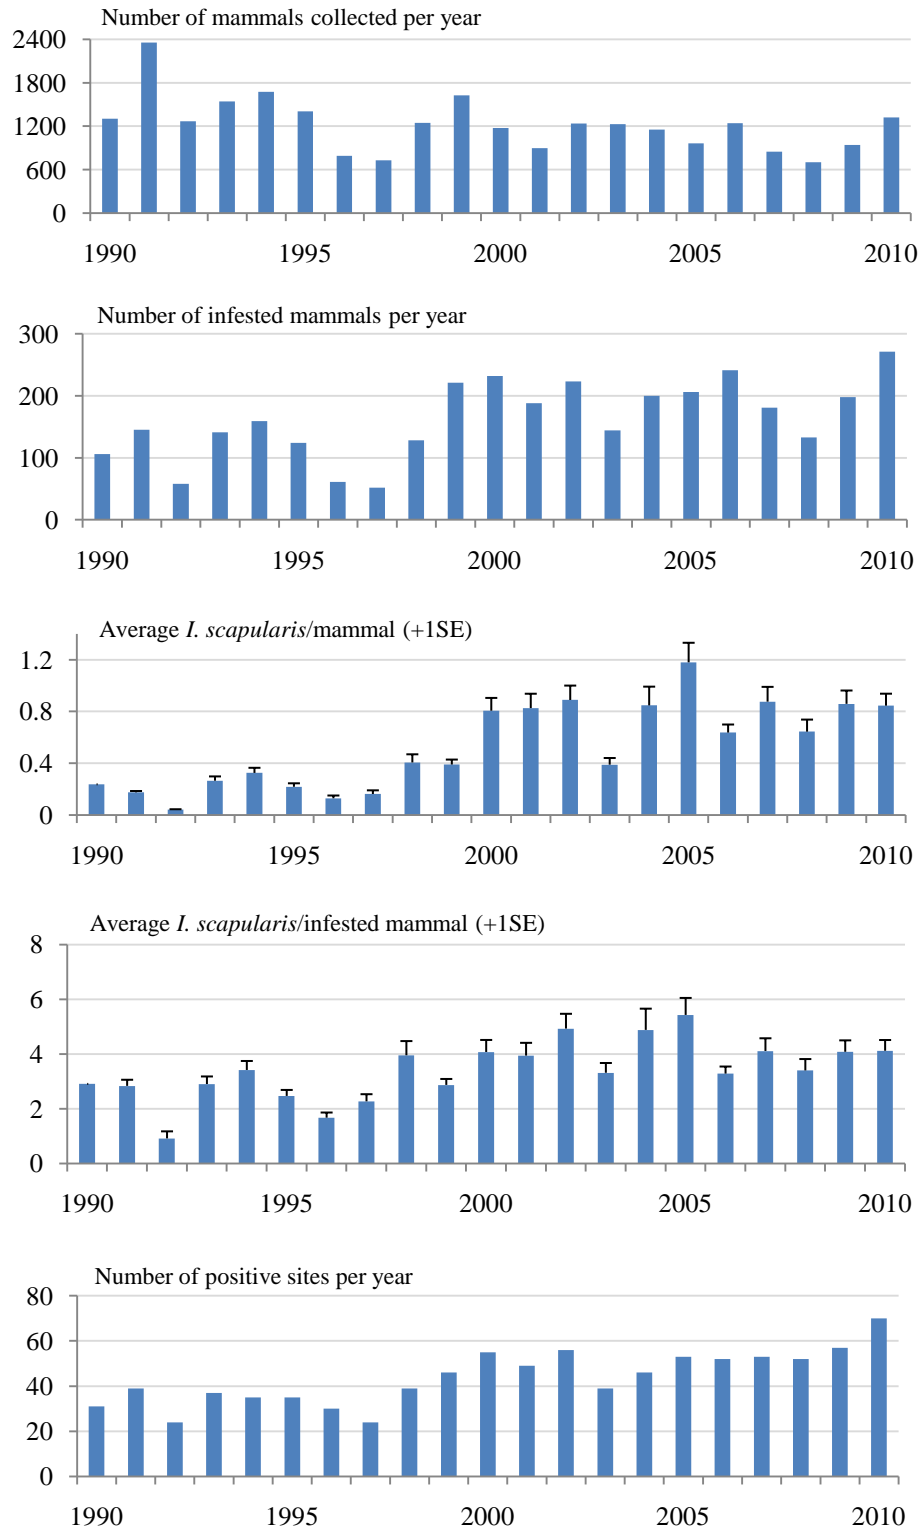 Number of mammals collected per year
2400
1800
1200
600
0
1990 1995 2000 2005 2010
Number of infested mammals per year
300
200
100
0
1990 1995 2000 2005 2010
Average I. scapularis/mammal (+1SE)
1.2
0.8
0.4
0
1990 1995 2000 2005 2010
Average I. scapularis/infested mammal (+1SE)
8
6
4
2
0
1990 1995 2000 2005 2010
Number of positive sites per year
80
60
40
20
0
1990 1995 2000 2005 2010